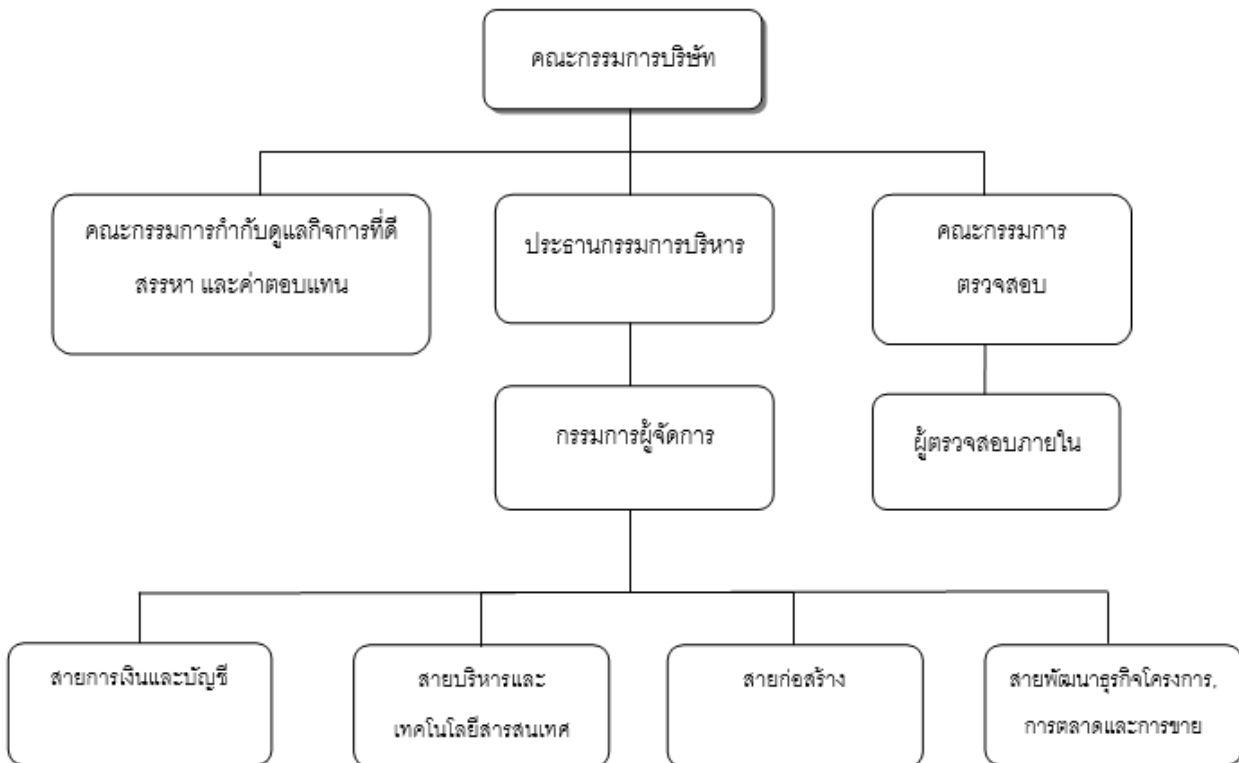 คณะกรรมการบริษัท
คณะกรรมการกำกับดูแลกิจการที่ดี
สรรหา และค่าตอบแทน
ประธานกรรมการบริหาร
คณะกรรมการ
ตรวจสอบ
กรรมการผู้จัดการ
ผู้ตรวจสอบภายใน
สายการเงินและบัญชี
สายบริหารและ
เทคโนโลยีสารสนเทศ
สายก่อสร้าง
สายพัฒนาธุรกิจโครงการ,
การตลาดและการขาย